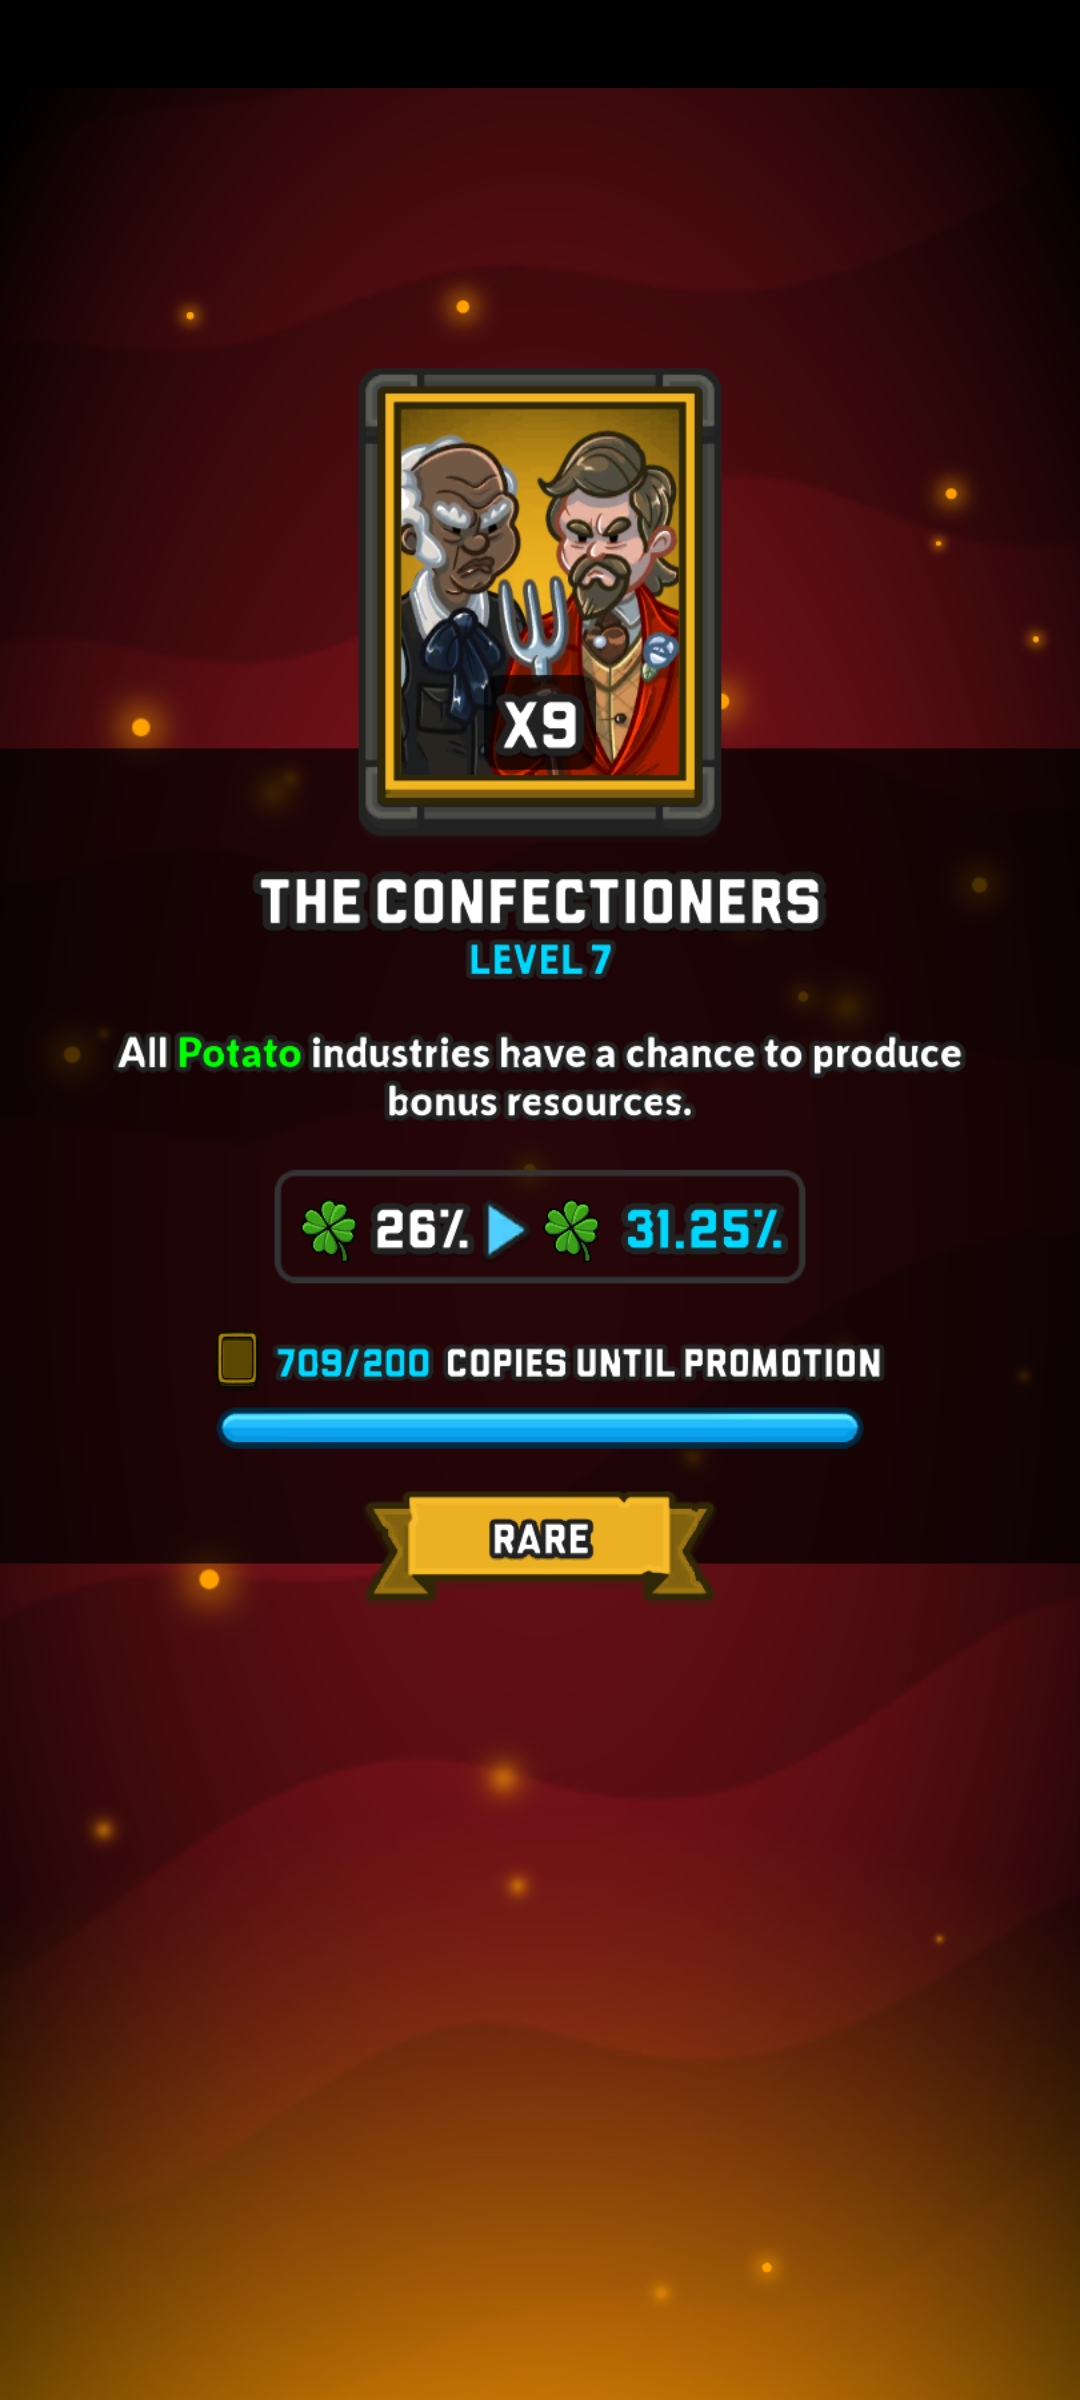 X9
THE CONFECTIONERS
LEVEL 7
All Potato industries have a chance to produce
bonus resources.
26% 31.25%
709/200 COPIES UNTIL PROMOTION
RARE